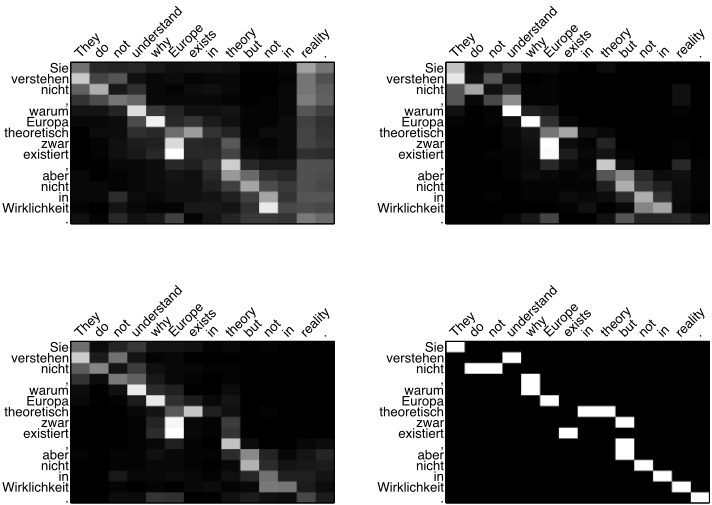 They do not understand why Europe exists in theory but not in reality .
Sie
verstehen
nicht
,
warum
Europa
theoretisch
zwar
existiert
,
aber
nicht
in
Wirklichkeit
.
They do not understand why Europe exists in theory but not in reality .
Sie
verstehen
nicht
,
warum
Europa
theoretisch
zwar
existiert
,
aber
nicht
in
Wirklichkeit
.
They do not understand why Europe exists in theory but not in reality .
Sie
verstehen
nicht
,
warum
Europa
theoretisch
zwar
existiert
,
aber
nicht
in
Wirklichkeit
.
They do not understand why Europe exists in theory but not in reality .
Sie
verstehen
nicht
,
warum
Europa
theoretisch
zwar
existiert
,
aber
nicht
in
Wirklichkeit
.